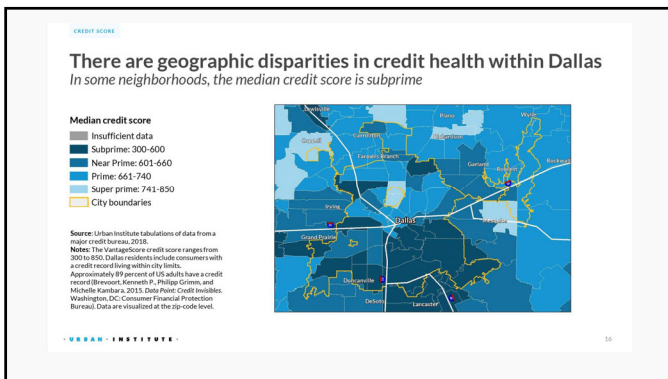 CREDIT SCORE
There are geographic disparities in credit health within Dallas
In some neighborhoods, the median credit score is subprime
Median credit score
Insufficient data
Subprime: 300-600
Near Prime: 601-660
Prime: 661-740
Super prime: 741-850
City boundaries
Source: Urban Institute tabulations of data from a
major credit bureau, 2018.
Notes: The VantageScore credit score ranges from
300 to 850. Dallas residents include consumers with
a credit record living within city limits.
Approximately 89 percent of US adults have a credit
record (Brevoort, Kenneth P., Philipp Grimm, and
Michelle Kambara. 2015. Data Point: Credit Invisibles.
Washington, DC: Consumer Financial Protection
Bureau). Data are visualized at the zip-code level.
Lewisville
Plano
Wylie
Coppell
Carrollton
Richardson
Farmers Branch
Garland
Rowlett
Rockwall
Irving
Dallas
Mesquite
Grand Prairie
Duncanville
DeSoto
Lancaster
URBAN INSTITUTE
16